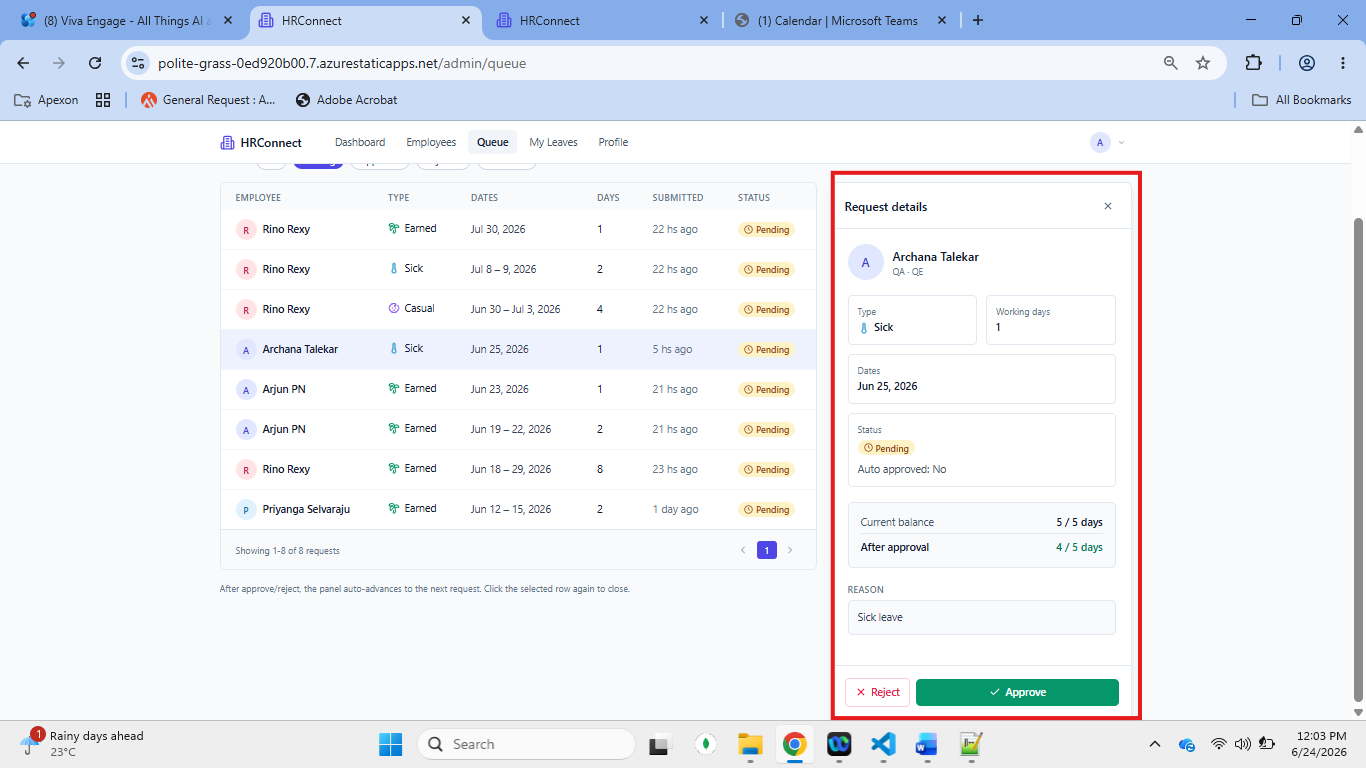 (8) Viva Engage - All Things AI a
HRConnect
HRConnect
(1) Calendar | Microsoft Teams
polite-grass-0ed920b00.7.azurestaticapps.net/admin/queue
Apexon
General Request : A...
Adobe Acrobat
All Bookmarks
HRConnect Dashboard Employees Queue My Leaves Profile A
EMPLOYEE TYPE DATES DAYS SUBMITTED STATUS
R Rino Rexy Earned Jul 30, 2026 1 22 hs ago Pending
R Rino Rexy Sick Jul 8 – 9, 2026 2 22 hs ago Pending
R Rino Rexy Casual Jun 30 – Jul 3, 2026 4 22 hs ago Pending
A Archana Talekar Sick Jun 25, 2026 1 5 hs ago Pending
A Arjun PN Earned Jun 23, 2026 1 21 hs ago Pending
A Arjun PN Earned Jun 19 – 22, 2026 2 21 hs ago Pending
R Rino Rexy Earned Jun 18 – 29, 2026 8 23 hs ago Pending
P Priyanga Selvaraju Earned Jun 12 – 15, 2026 2 1 day ago Pending
Showing 1-8 of 8 requests 1
After approve/reject, the panel auto-advances to the next request. Click the selected row again to close.
Request details
A Archana Talekar
QA · QE
Type
Sick
Working days
1
Dates
Jun 25, 2026
Status
Pending
Auto approved: No
Current balance 5 / 5 days
After approval 4 / 5 days
REASON
Sick leave
Reject Approve
1 Rainy days ahead
23°C
Search
12:03 PM
6/24/2026